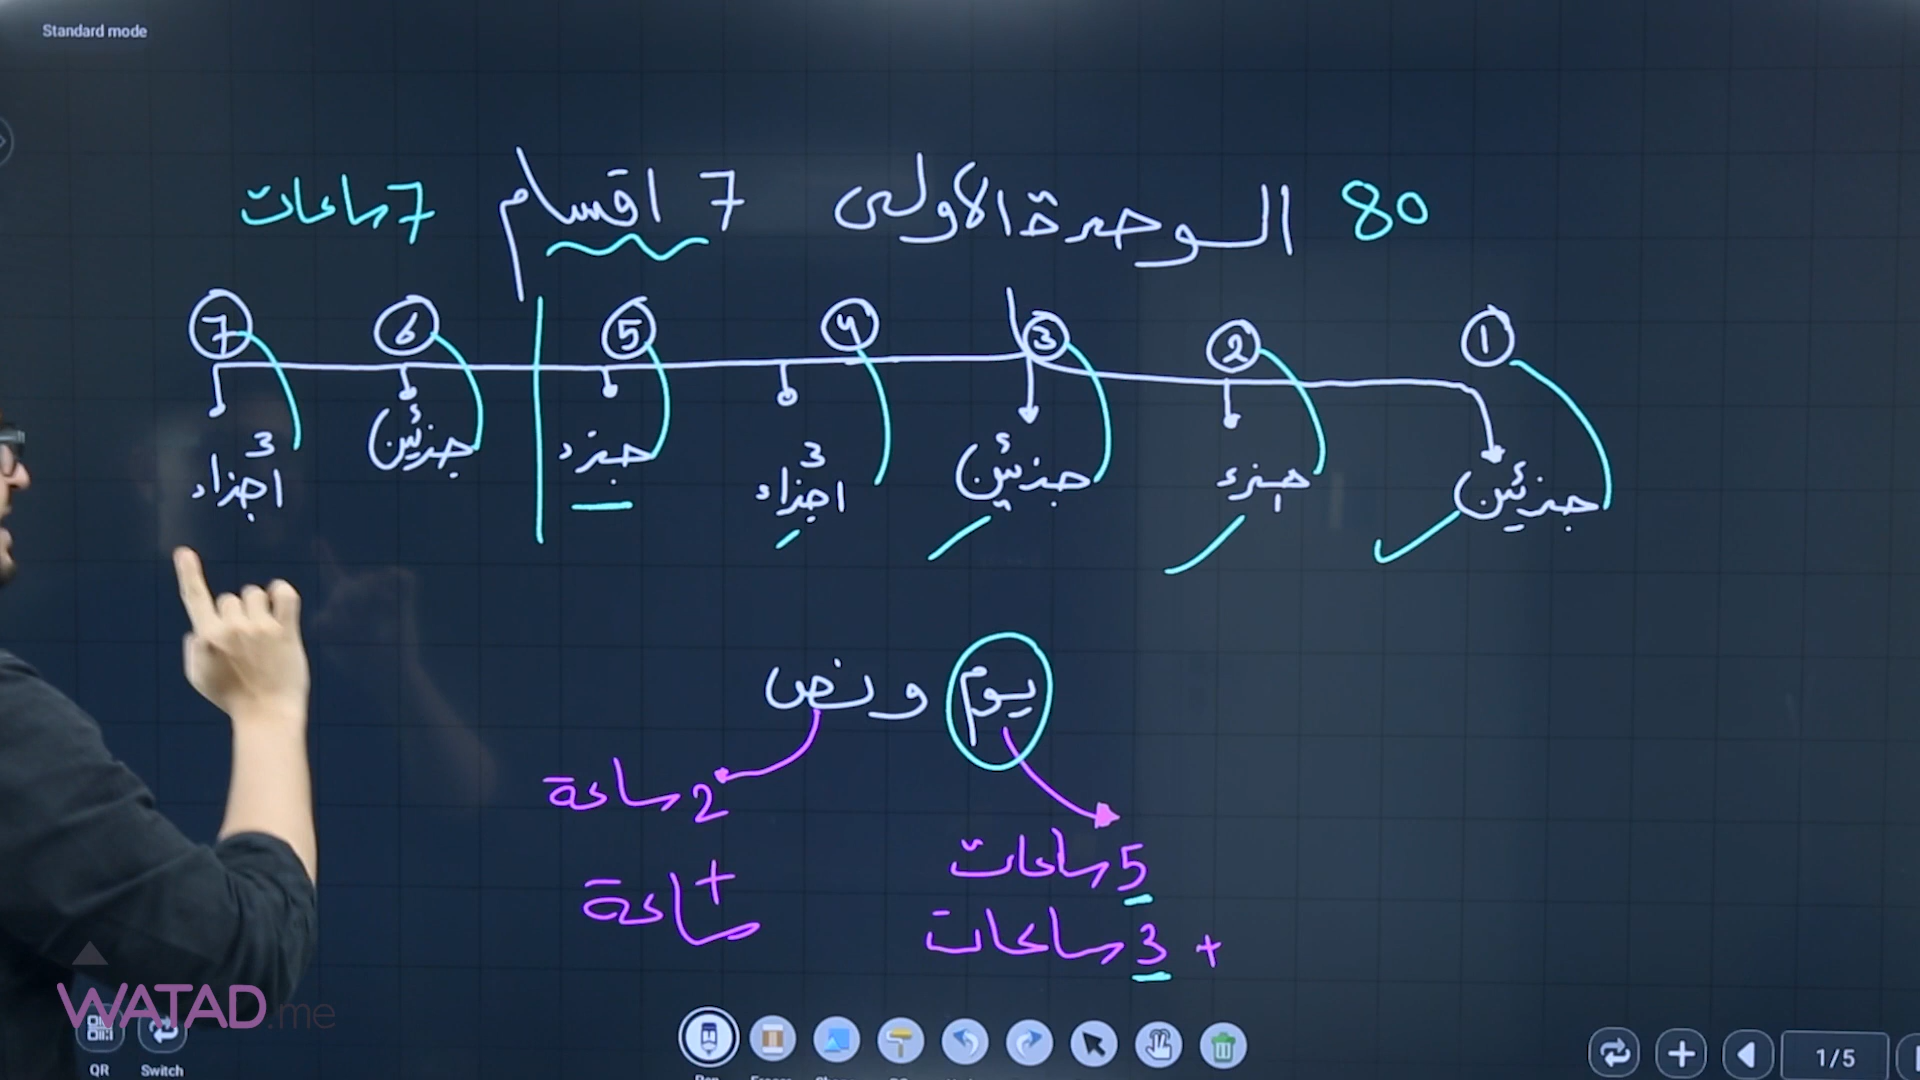 Standard mode
80 الوحدة الاولى 7 اقسام 7 ساعات
1 2 3 4 5 6 7
جزئين جزء جزئين 3 اجزاء جزء جزئين 3 اجزاء
يوم ونص
5 ساعات
+ 3 ساعات
2 ساعة
+
ساعة
WATAD.me
QR Switch
1/5